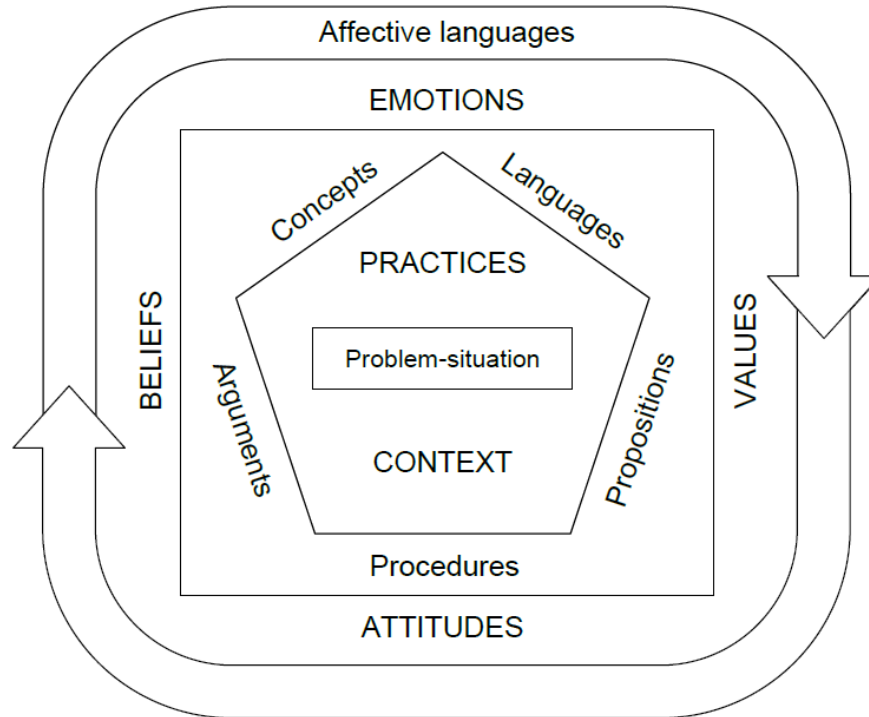 Affective languages
EMOTIONS
Concepts
Languages
PRACTICES
BELIEFS
VALUES
Problem-situation
Arguments
Propositions
CONTEXT
Procedures
ATTITUDES